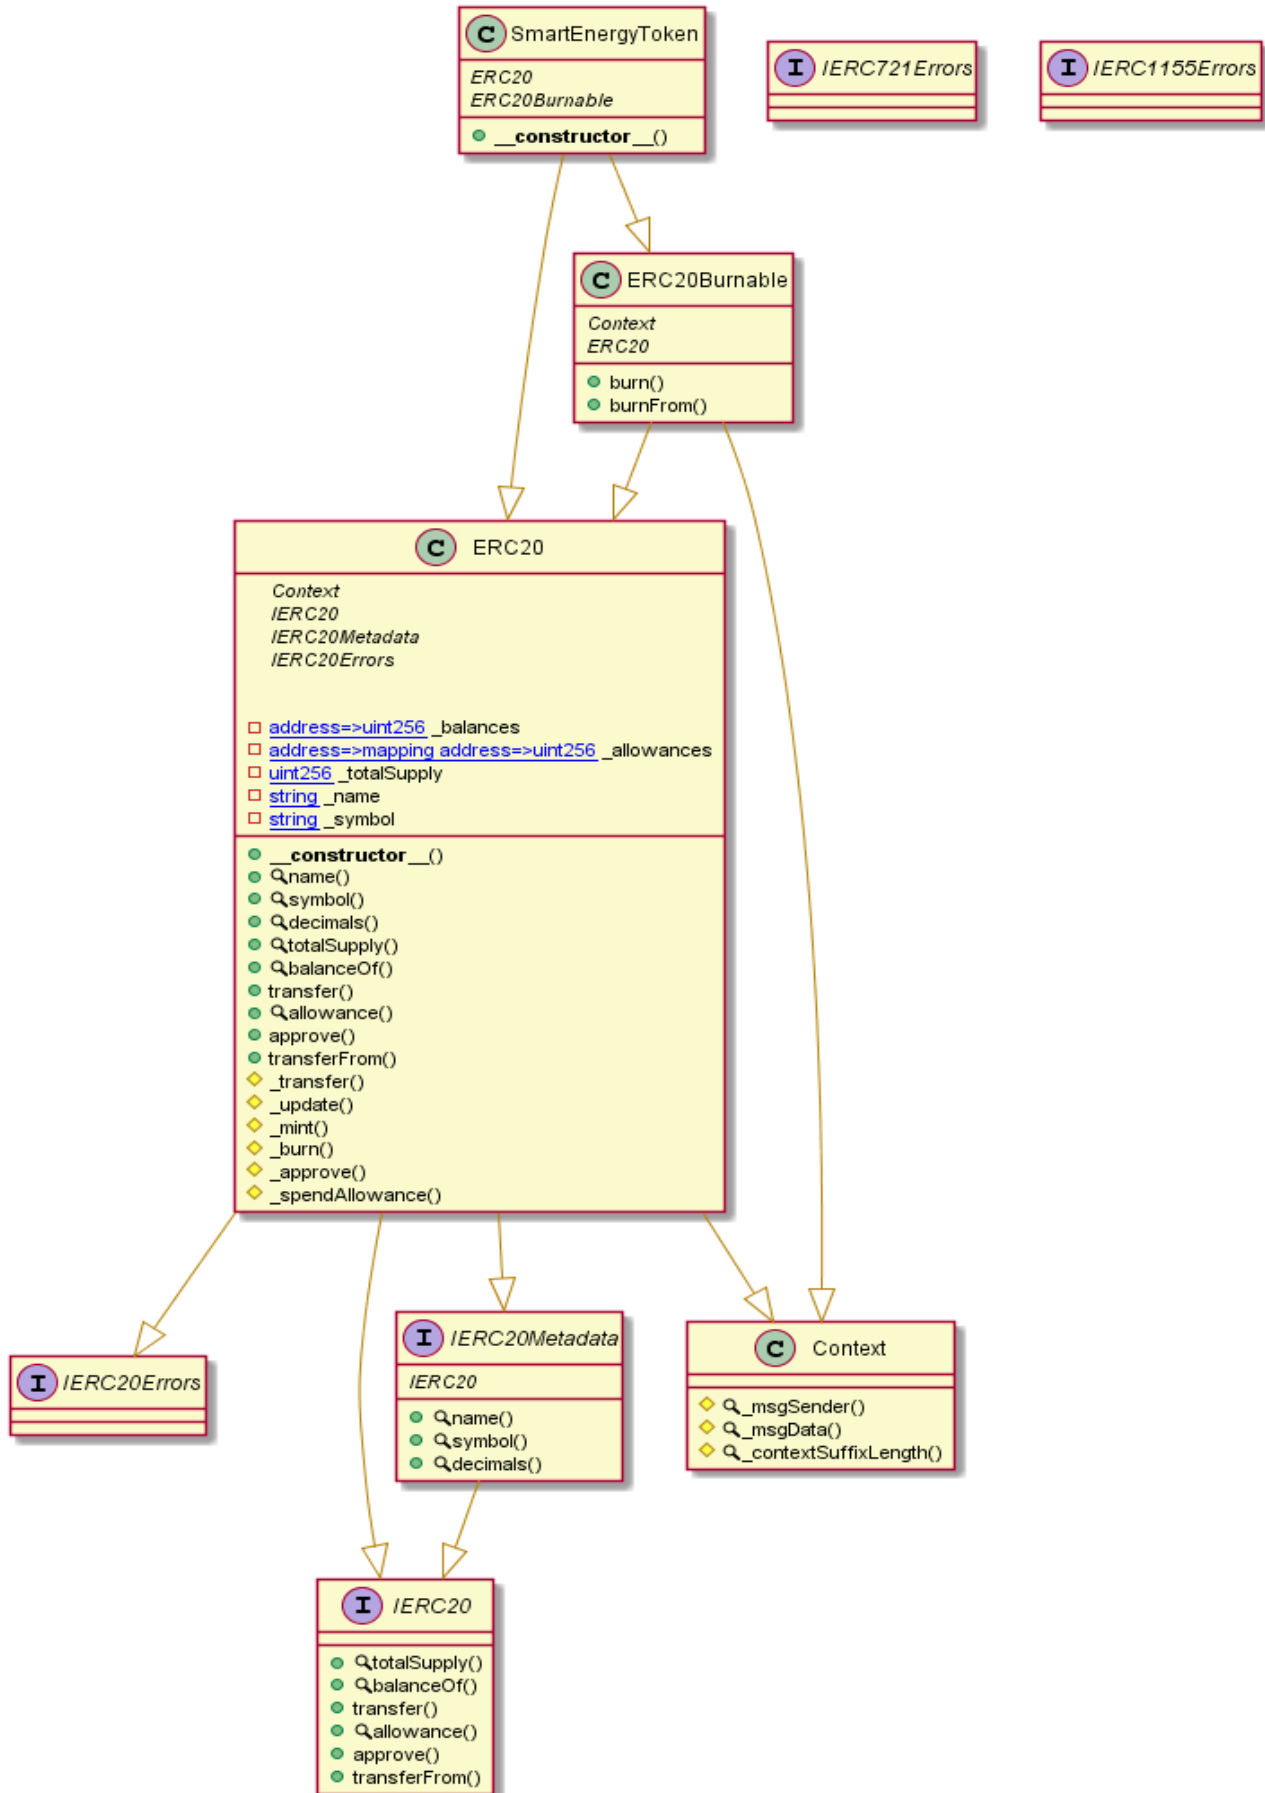 C SmartEnergyToken
ERC20
ERC20Burnable
__constructor__()
I IERC721Errors
I IERC1155Errors
C ERC20Burnable
Context
ERC20
burn()
burnFrom()
C ERC20
Context
IERC20
IERC20Metadata
IERC20Errors
address=>uint256 _balances
address=>mapping address=>uint256 _allowances
uint256 _totalSupply
string _name
string _symbol
__constructor__()
name()
symbol()
decimals()
totalSupply()
balanceOf()
transfer()
allowance()
approve()
transferFrom()
_transfer()
_update()
_mint()
_burn()
_approve()
_spendAllowance()
I IERC20Errors
I IERC20Metadata
IERC20
name()
symbol()
decimals()
C Context
_msgSender()
_msgData()
_contextSuffixLength()
I IERC20
totalSupply()
balanceOf()
transfer()
allowance()
approve()
transferFrom()